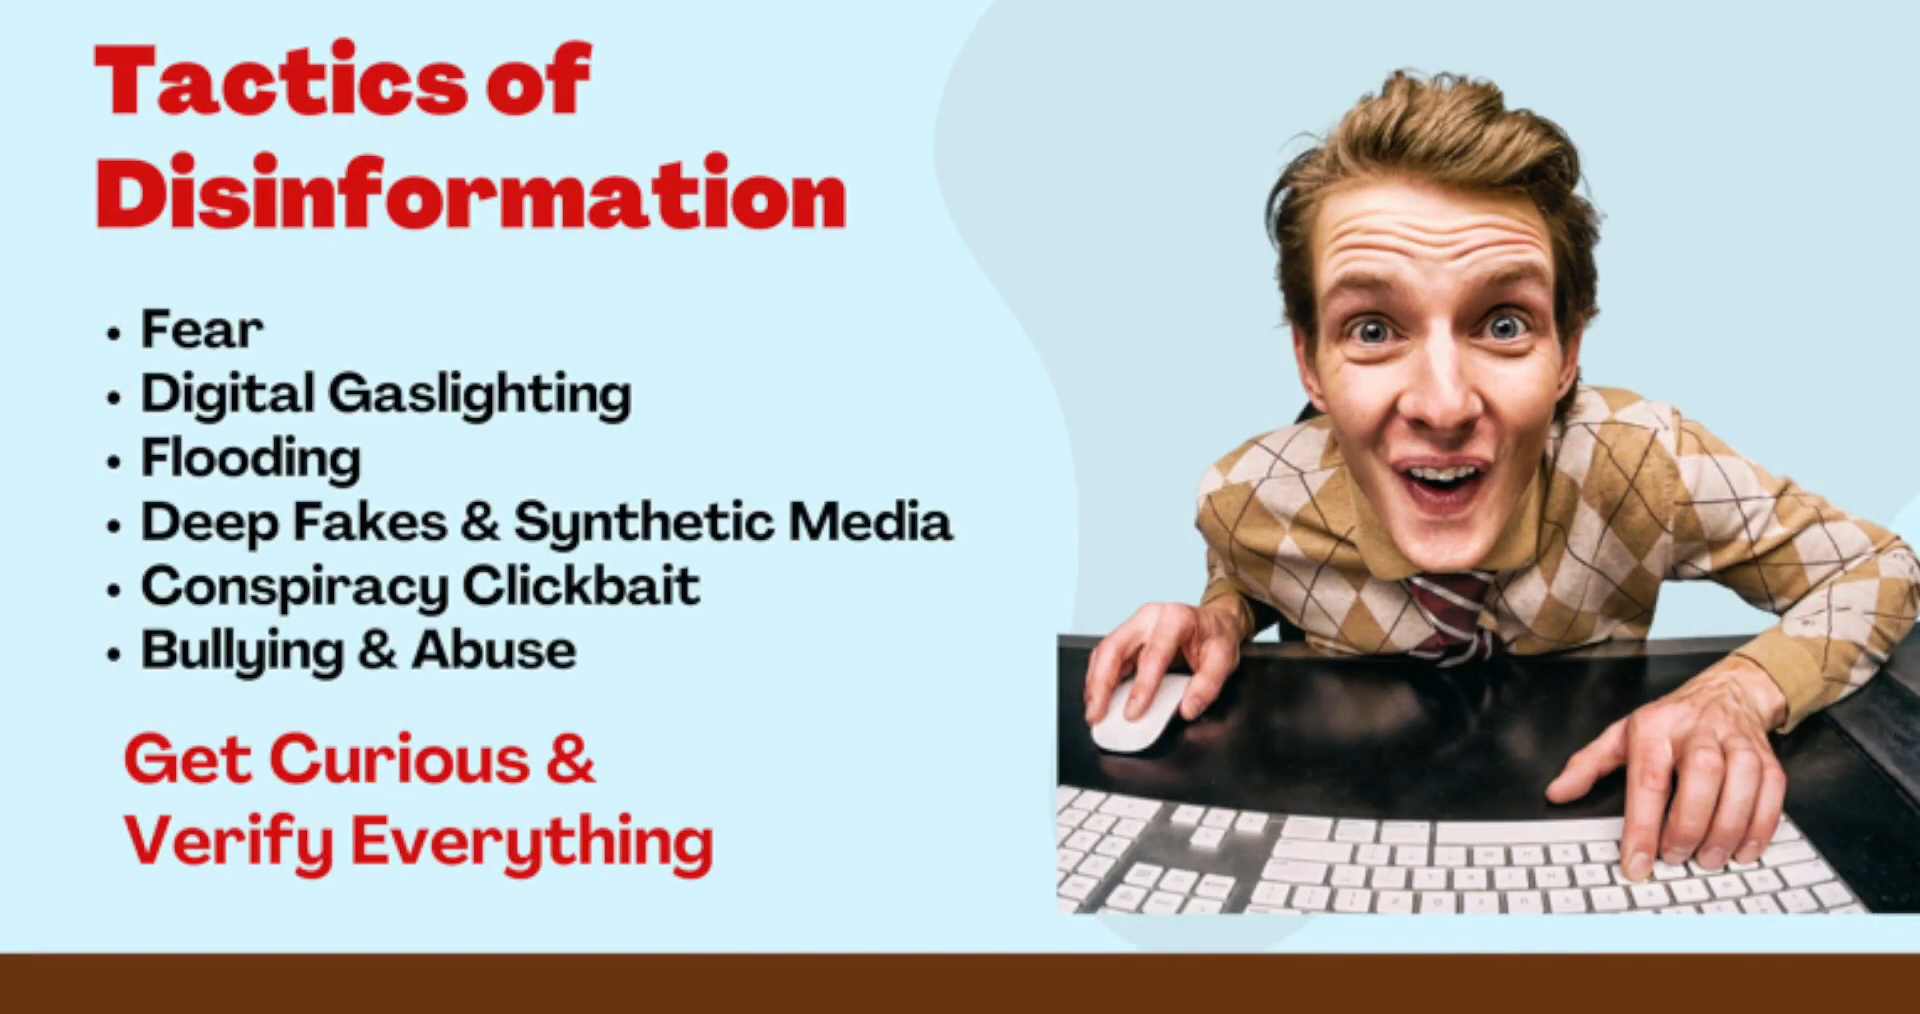 Tactics of
Disinformation
• Fear
• Digital Gaslighting
• Flooding
• Deep Fakes & Synthetic Media
• Conspiracy Clickbait
• Bullying & Abuse
Get Curious &
Verify Everything